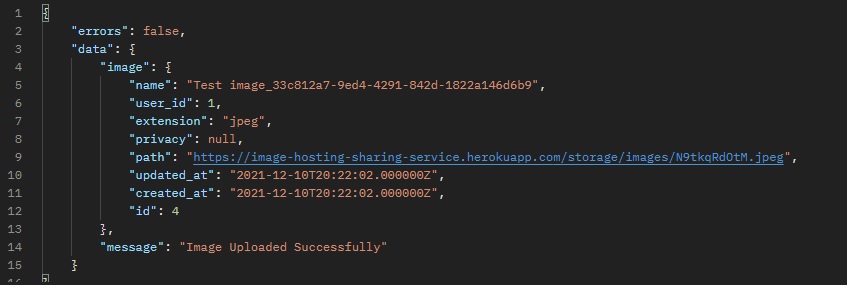 1 {
2 "errors": false,
3 "data": {
4 "image": {
5 "name": "Test image_33c812a7-9ed4-4291-842d-1822a146d6b9",
6 "user_id": 1,
7 "extension": "jpeg",
8 "privacy": null,
9 "path": "https://image-hosting-sharing-service.herokuapp.com/storage/images/N9tkqRdOtM.jpeg",
10 "updated_at": "2021-12-10T20:22:02.000000Z",
11 "created_at": "2021-12-10T20:22:02.000000Z",
12 "id": 4
13 },
14 "message": "Image Uploaded Successfully"
15 }
16 }